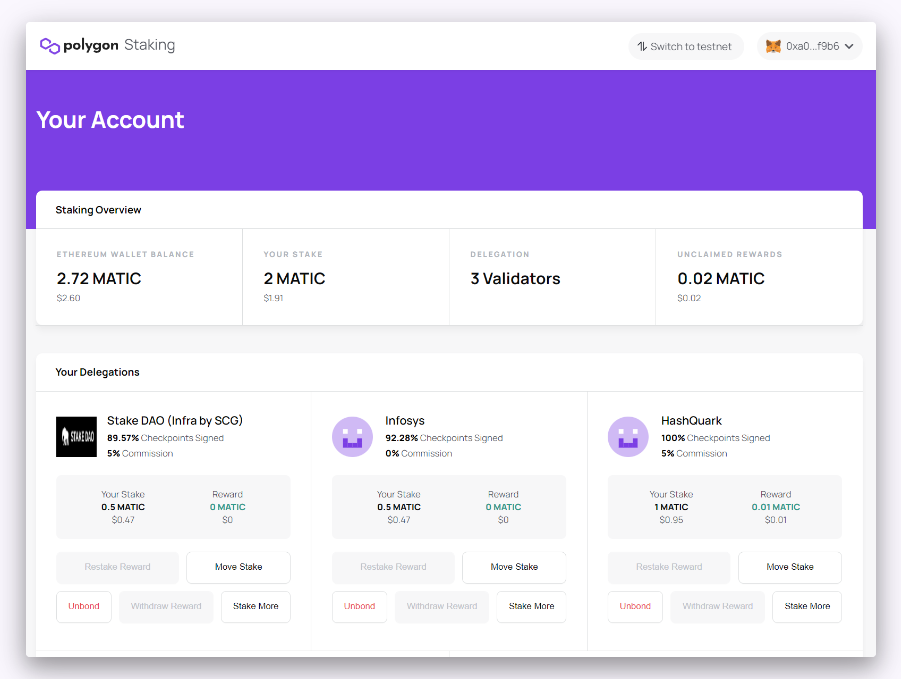 polygon Staking
Switch to testnet
0xa0...f9b6
Your Account
Staking Overview
ETHEREUM WALLET BALANCE
2.72 MATIC
$2.60
YOUR STAKE
2 MATIC
$1.91
DELEGATION
3 Validators
UNCLAIMED REWARDS
0.02 MATIC
$0.02
Your Delegations
STAKE DAO
Stake DAO (Infra by SCG)
89.57% Checkpoints Signed
5% Commission
Your Stake
0.5 MATIC
$0.47
Reward
0 MATIC
$0
Restake Reward
Move Stake
Unbond
Withdraw Reward
Stake More
Infosys
92.28% Checkpoints Signed
0% Commission
Your Stake
0.5 MATIC
$0.47
Reward
0 MATIC
$0
Restake Reward
Move Stake
Unbond
Withdraw Reward
Stake More
HashQuark
100% Checkpoints Signed
5% Commission
Your Stake
1 MATIC
$0.95
Reward
0.01 MATIC
$0.01
Restake Reward
Move Stake
Unbond
Withdraw Reward
Stake More